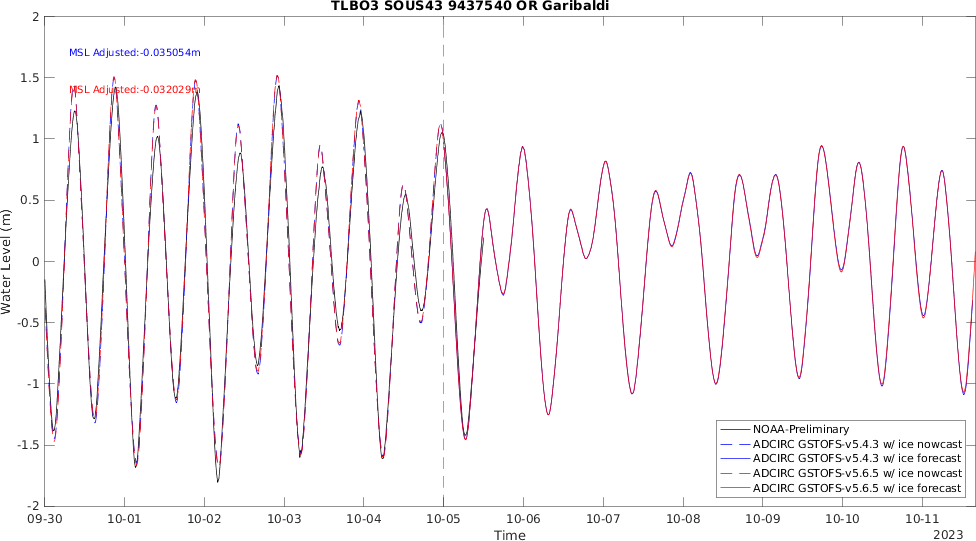 TLBO3 SOUS43 9437540 OR Garibaldi
MSL Adjusted:-0.035054m
MSL Adjusted:-0.032029m
Water Level (m)
2
1.5
1
0.5
0
-0.5
-1
-1.5
-2
NOAA-Preliminary
ADCIRC GSTOFS-v5.4.3 w/ ice nowcast
ADCIRC GSTOFS-v5.4.3 w/ ice forecast
ADCIRC GSTOFS-v5.6.5 w/ ice nowcast
ADCIRC GSTOFS-v5.6.5 w/ ice forecast
09-30 10-01 10-02 10-03 10-04 10-05 10-06 10-07 10-08 10-09 10-10 10-11
Time
2023